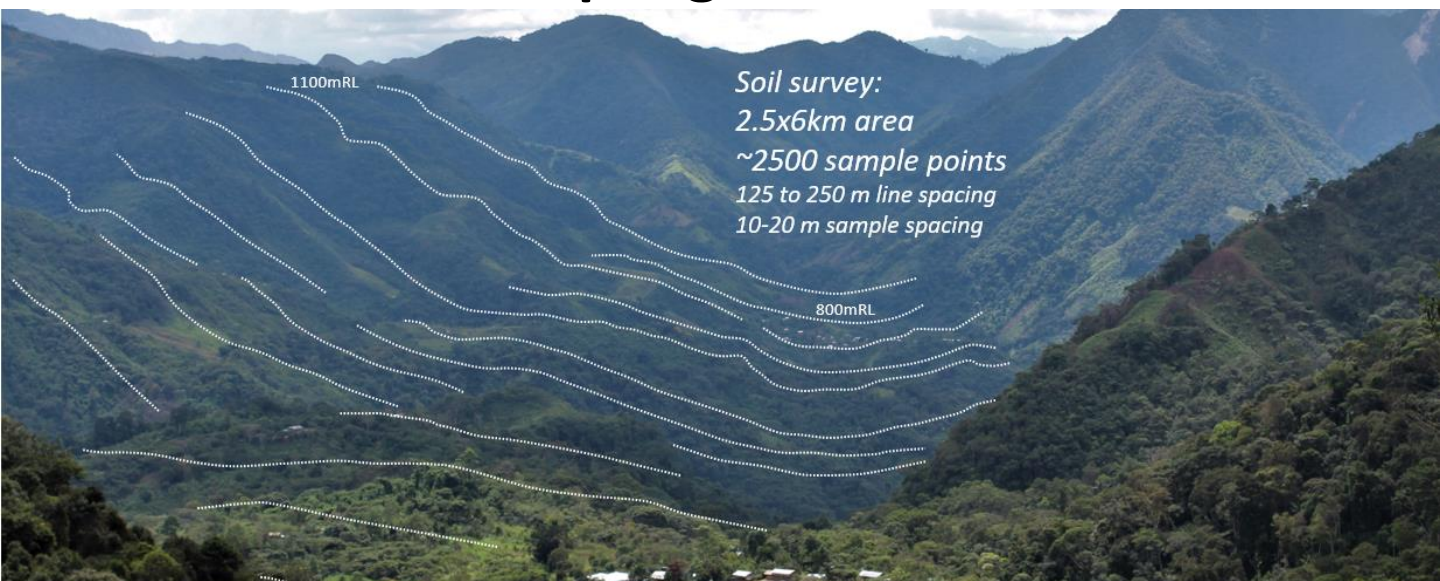 1100mRL
Soil survey:
2.5x6km area
~2500 sample points
125 to 250 m line spacing
10-20 m sample spacing
800mRL